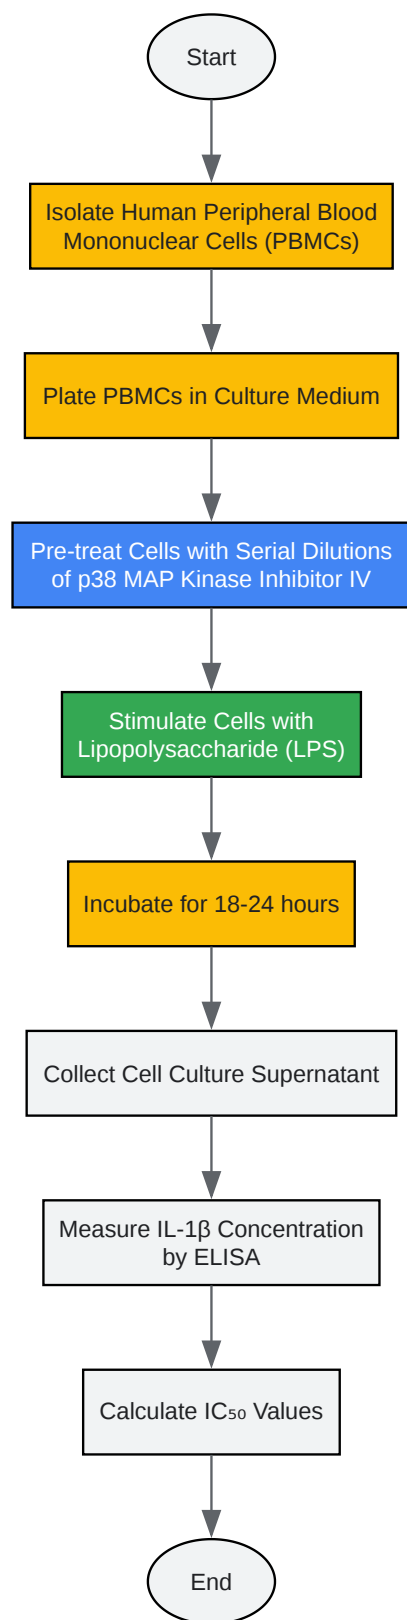 Start
Isolate Human Peripheral Blood
Mononuclear Cells (PBMCs)
Plate PBMCs in Culture Medium
Pre-treat Cells with Serial Dilutions
of p38 MAP Kinase Inhibitor IV
Stimulate Cells with
Lipopolysaccharide (LPS)
Incubate for 18-24 hours
Collect Cell Culture Supernatant
Measure IL-1β Concentration
by ELISA
Calculate IC₅₀ Values
End